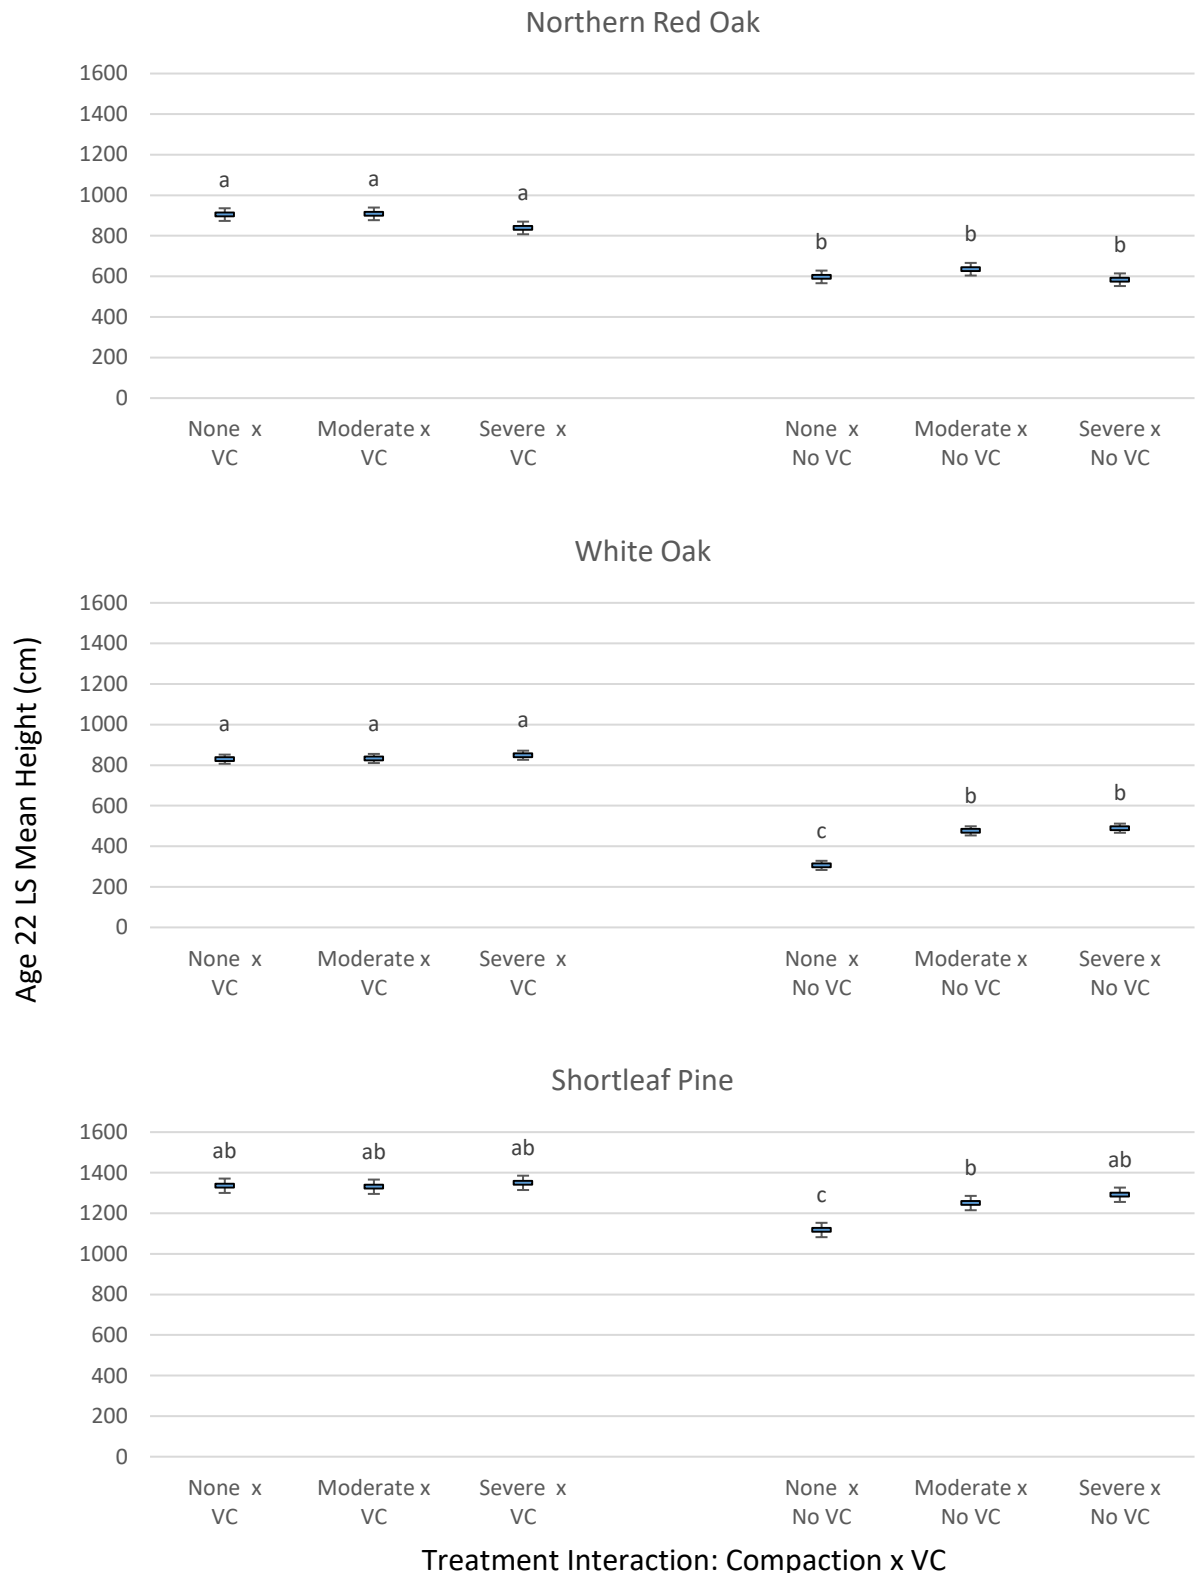 Northern Red Oak
1600
1400
1200
1000
800
600
400
200
0
a
a
a
b
b
b
None x
VC
Moderate x
VC
Severe x
VC
None x
No VC
Moderate x
No VC
Severe x
No VC
Age 22 LS Mean Height (cm)
White Oak
1600
1400
1200
1000
800
600
400
200
0
a
a
a
c
b
b
None x
VC
Moderate x
VC
Severe x
VC
None x
No VC
Moderate x
No VC
Severe x
No VC
Shortleaf Pine
1600
1400
1200
1000
800
600
400
200
0
ab
ab
ab
c
b
ab
None x
VC
Moderate x
VC
Severe x
VC
None x
No VC
Moderate x
No VC
Severe x
No VC
Treatment Interaction: Compaction x VC